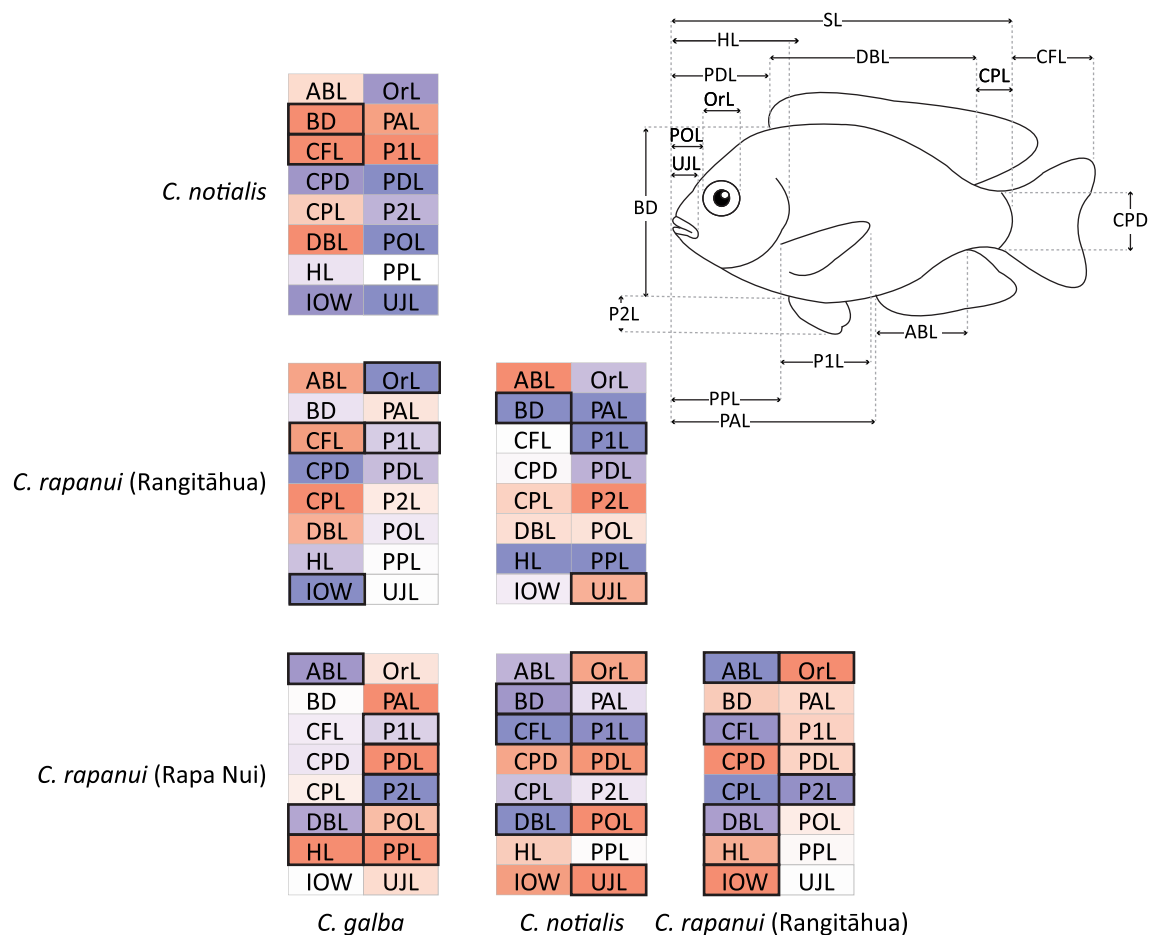 SL
HL
DBL
CFL
PDL
CPL
OrL
POL
UJL
BD
CPD
P2L
ABL
P1L
PPL
PAL
C. notialis
ABL OrL
BD PAL
CFL P1L
CPD PDL
CPL P2L
DBL POL
HL PPL
IOW UJL
C. rapanui (Rangitāhua)
ABL OrL
BD PAL
CFL P1L
CPD PDL
CPL P2L
DBL POL
HL PPL
IOW UJL
ABL OrL
BD PAL
CFL P1L
CPD PDL
CPL P2L
DBL POL
HL PPL
IOW UJL
C. rapanui (Rapa Nui)
ABL OrL
BD PAL
CFL P1L
CPD PDL
CPL P2L
DBL POL
HL PPL
IOW UJL
ABL OrL
BD PAL
CFL P1L
CPD PDL
CPL P2L
DBL POL
HL PPL
IOW UJL
ABL OrL
BD PAL
CFL P1L
CPD PDL
CPL P2L
DBL POL
HL PPL
IOW UJL
C. galba
C. notialis
C. rapanui (Rangitāhua)